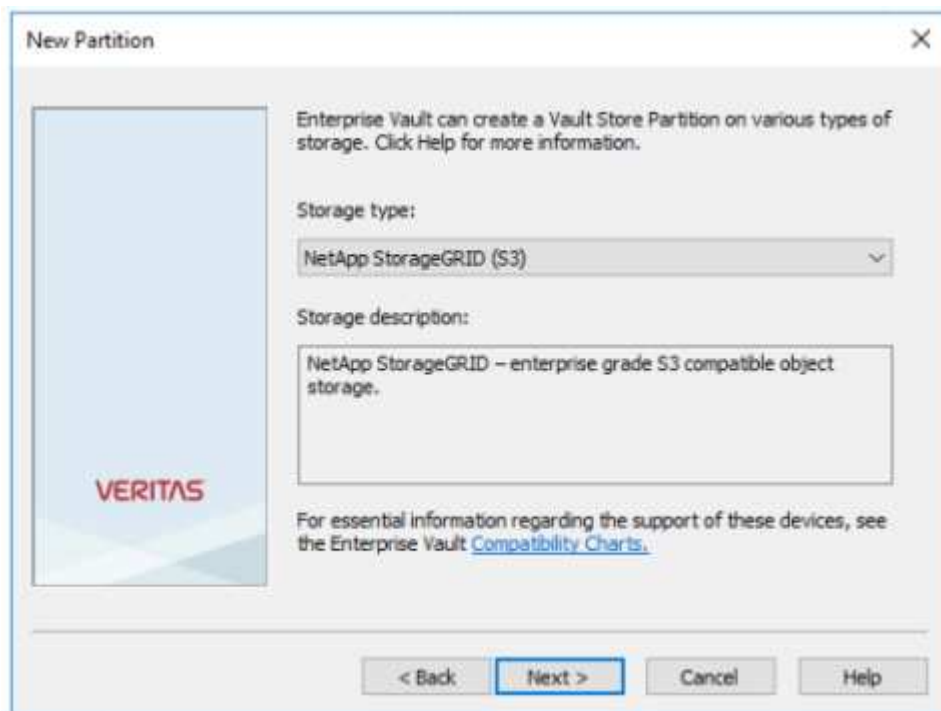 New Partition
Enterprise Vault can create a Vault Store Partition on various types of
storage. Click Help for more information.
Storage type:
NetApp StorageGRID (S3)
Storage description:
NetApp StorageGRID – enterprise grade S3 compatible object
storage.
VERITAS
For essential information regarding the support of these devices, see
the Enterprise Vault Compatibility Charts.
< Back
Next >
Cancel
Help